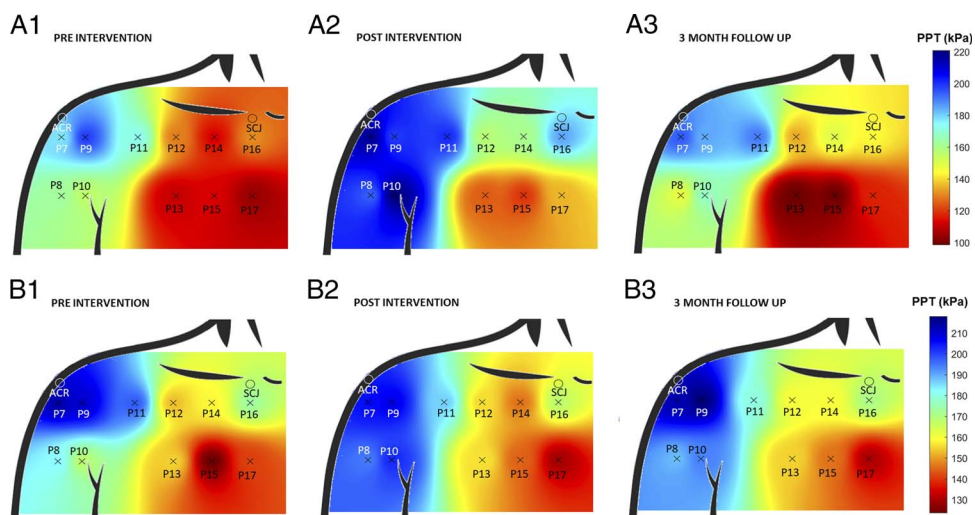 A1 A2 A3
PRE INTERVENTION POST INTERVENTION 3 MONTH FOLLOW UP PPT (kPa)
ACR SCJ ACR SCJ ACR SCJ
P7 P9 P11 P12 P14 P16 P7 P9 P11 P12 P14 P16 P7 P9 P11 P12 P14 P16
P8 P10 P8 P10 P8 P10
P13 P15 P17 P13 P15 P17 P13 P15 P17
220
200
180
160
140
120
100
B1 B2 B3
PRE INTERVENTION POST INTERVENTION 3 MONTH FOLLOW UP PPT (kPa)
ACR SCJ ACR SCJ ACR SCJ
P7 P9 P11 P12 P14 P16 P7 P9 P11 P12 P14 P16 P7 P9 P11 P12 P14 P16
P8 P10 P8 P10 P8 P10
P13 P15 P17 P13 P15 P17 P13 P15 P17
210
200
190
180
170
160
150
140
130